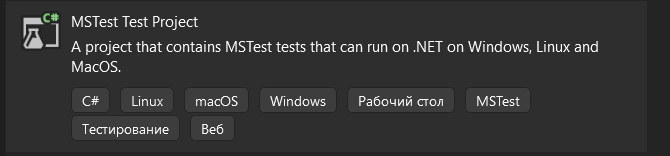 C#
MSTest Test Project
A project that contains MSTest tests that can run on .NET on Windows, Linux and
MacOS.
C# Linux macOS Windows Рабочий стол MSTest
Тестирование Веб